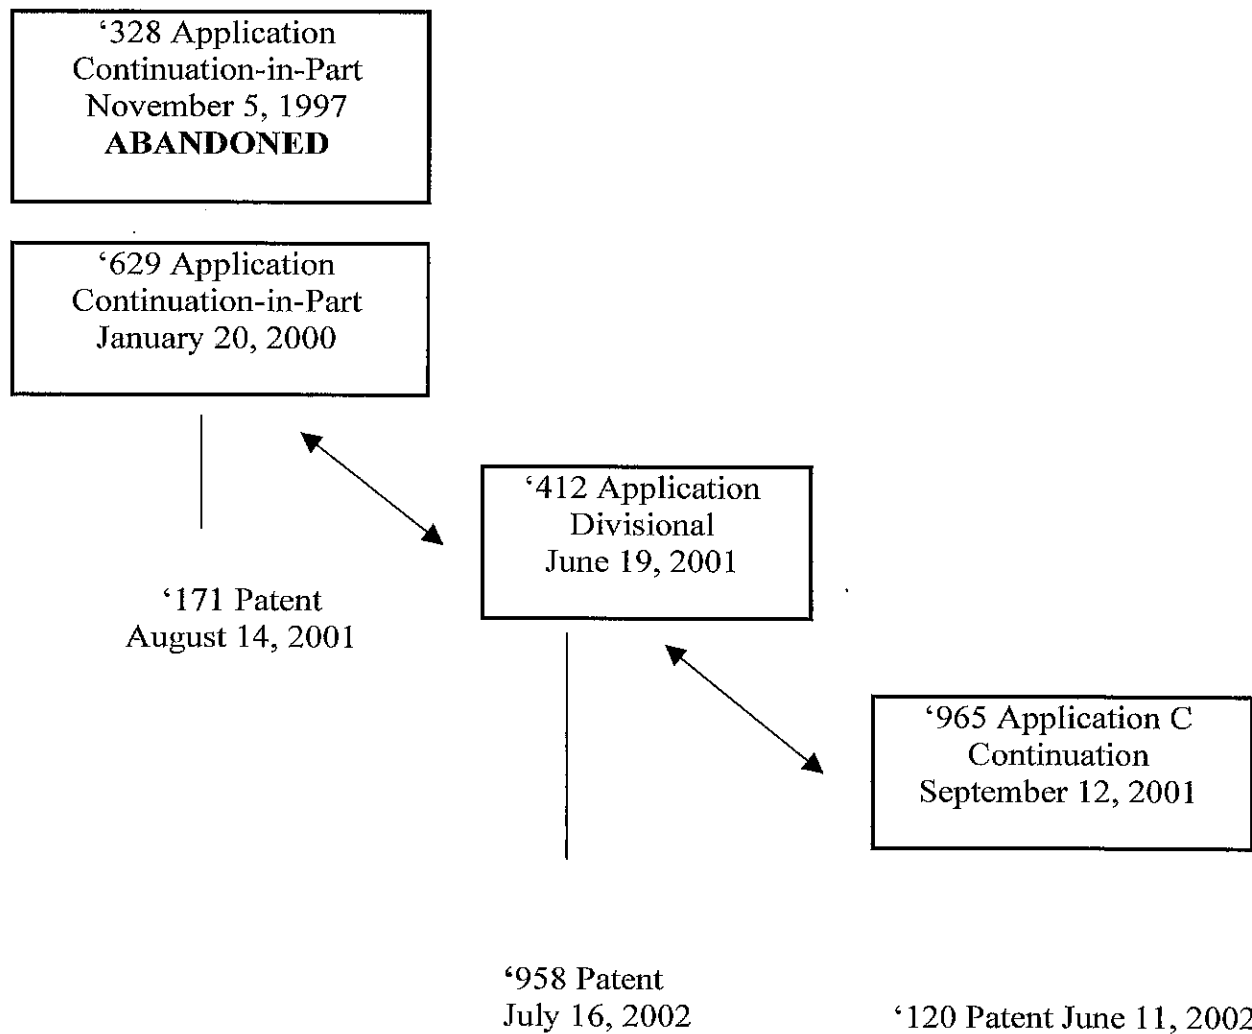 ‘328 Application
Continuation-in-Part
November 5, 1997
ABANDONED
‘629 Application
Continuation-in-Part
January 20, 2000
‘412 Application
Divisional
June 19, 2001
‘171 Patent
August 14, 2001
‘965 Application C
Continuation
September 12, 2001
‘958 Patent
July 16, 2002
‘120 Patent June 11, 2002